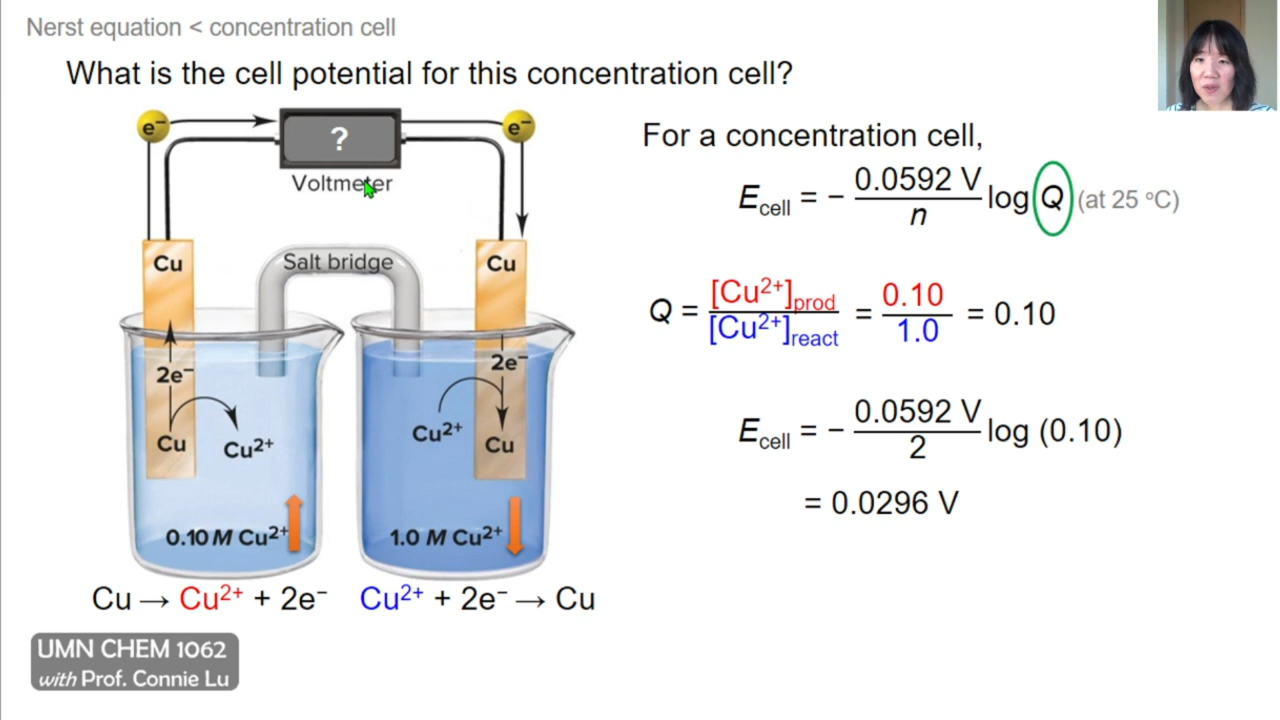 Nerst equation < concentration cell
What is the cell potential for this concentration cell?
e⁻
?
e⁻
Voltmeter
Cu
Salt bridge
Cu
2e⁻
Cu
Cu²⁺
0.10 M Cu²⁺
2e⁻
Cu²⁺
Cu
1.0 M Cu²⁺
Cu → Cu²⁺ + 2e⁻
Cu²⁺ + 2e⁻ → Cu
For a concentration cell,
E_cell = − 0.0592 V / n log Q (at 25 °C)
Q = [Cu²⁺]prod / [Cu²⁺]react = 0.10 / 1.0 = 0.10
E_cell = − 0.0592 V / 2 log (0.10)
= 0.0296 V
UMN CHEM 1062
with Prof. Connie Lu